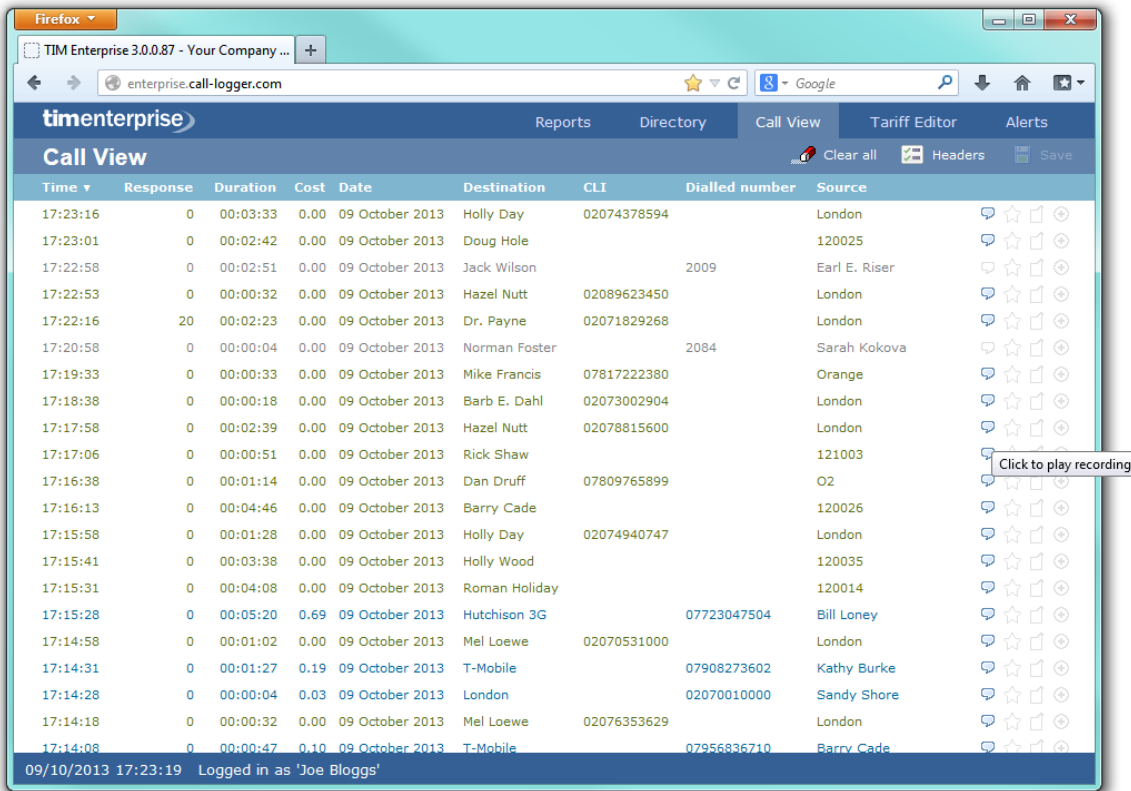 Firefox
TIM Enterprise 3.0.0.87 - Your Company ...
enterprise.call-logger.com Google
timenterprise Reports Directory Call View Tariff Editor Alerts
Call View Clear all Headers Save
Time Response Duration Cost Date Destination CLI Dialled number Source
17:23:16 0 00:03:33 0.00 09 October 2013 Holly Day 02074378594 London
17:23:01 0 00:02:42 0.00 09 October 2013 Doug Hole 120025
17:22:58 0 00:02:51 0.00 09 October 2013 Jack Wilson 2009 Earl E. Riser
17:22:53 0 00:00:32 0.00 09 October 2013 Hazel Nutt 02089623450 London
17:22:16 20 00:02:23 0.00 09 October 2013 Dr. Payne 02071829268 London
17:20:58 0 00:00:04 0.00 09 October 2013 Norman Foster 2084 Sarah Kokova
17:19:33 0 00:00:33 0.00 09 October 2013 Mike Francis 07817222380 Orange
17:18:38 0 00:00:18 0.00 09 October 2013 Barb E. Dahl 02073002904 London
17:17:58 0 00:02:39 0.00 09 October 2013 Hazel Nutt 02078815600 London
17:17:06 0 00:00:51 0.00 09 October 2013 Rick Shaw 121003
Click to play recording
17:16:38 0 00:01:14 0.00 09 October 2013 Dan Druff 07809765899 O2
17:16:13 0 00:04:46 0.00 09 October 2013 Barry Cade 120026
17:15:58 0 00:01:28 0.00 09 October 2013 Holly Day 02074940747 London
17:15:41 0 00:03:38 0.00 09 October 2013 Holly Wood 120035
17:15:31 0 00:04:08 0.00 09 October 2013 Roman Holiday 120014
17:15:28 0 00:05:20 0.69 09 October 2013 Hutchison 3G 07723047504 Bill Loney
17:14:58 0 00:01:02 0.00 09 October 2013 Mel Loewe 02070531000 London
17:14:31 0 00:01:27 0.19 09 October 2013 T-Mobile 07908273602 Kathy Burke
17:14:28 0 00:00:04 0.03 09 October 2013 London 02070010000 Sandy Shore
17:14:18 0 00:00:32 0.00 09 October 2013 Mel Loewe 02076353629 London
17:14:08 0 00:00:47 0.10 09 October 2013 T-Mobile 07956836710 Barry Cade
09/10/2013 17:23:19 Logged in as 'Joe Bloggs'